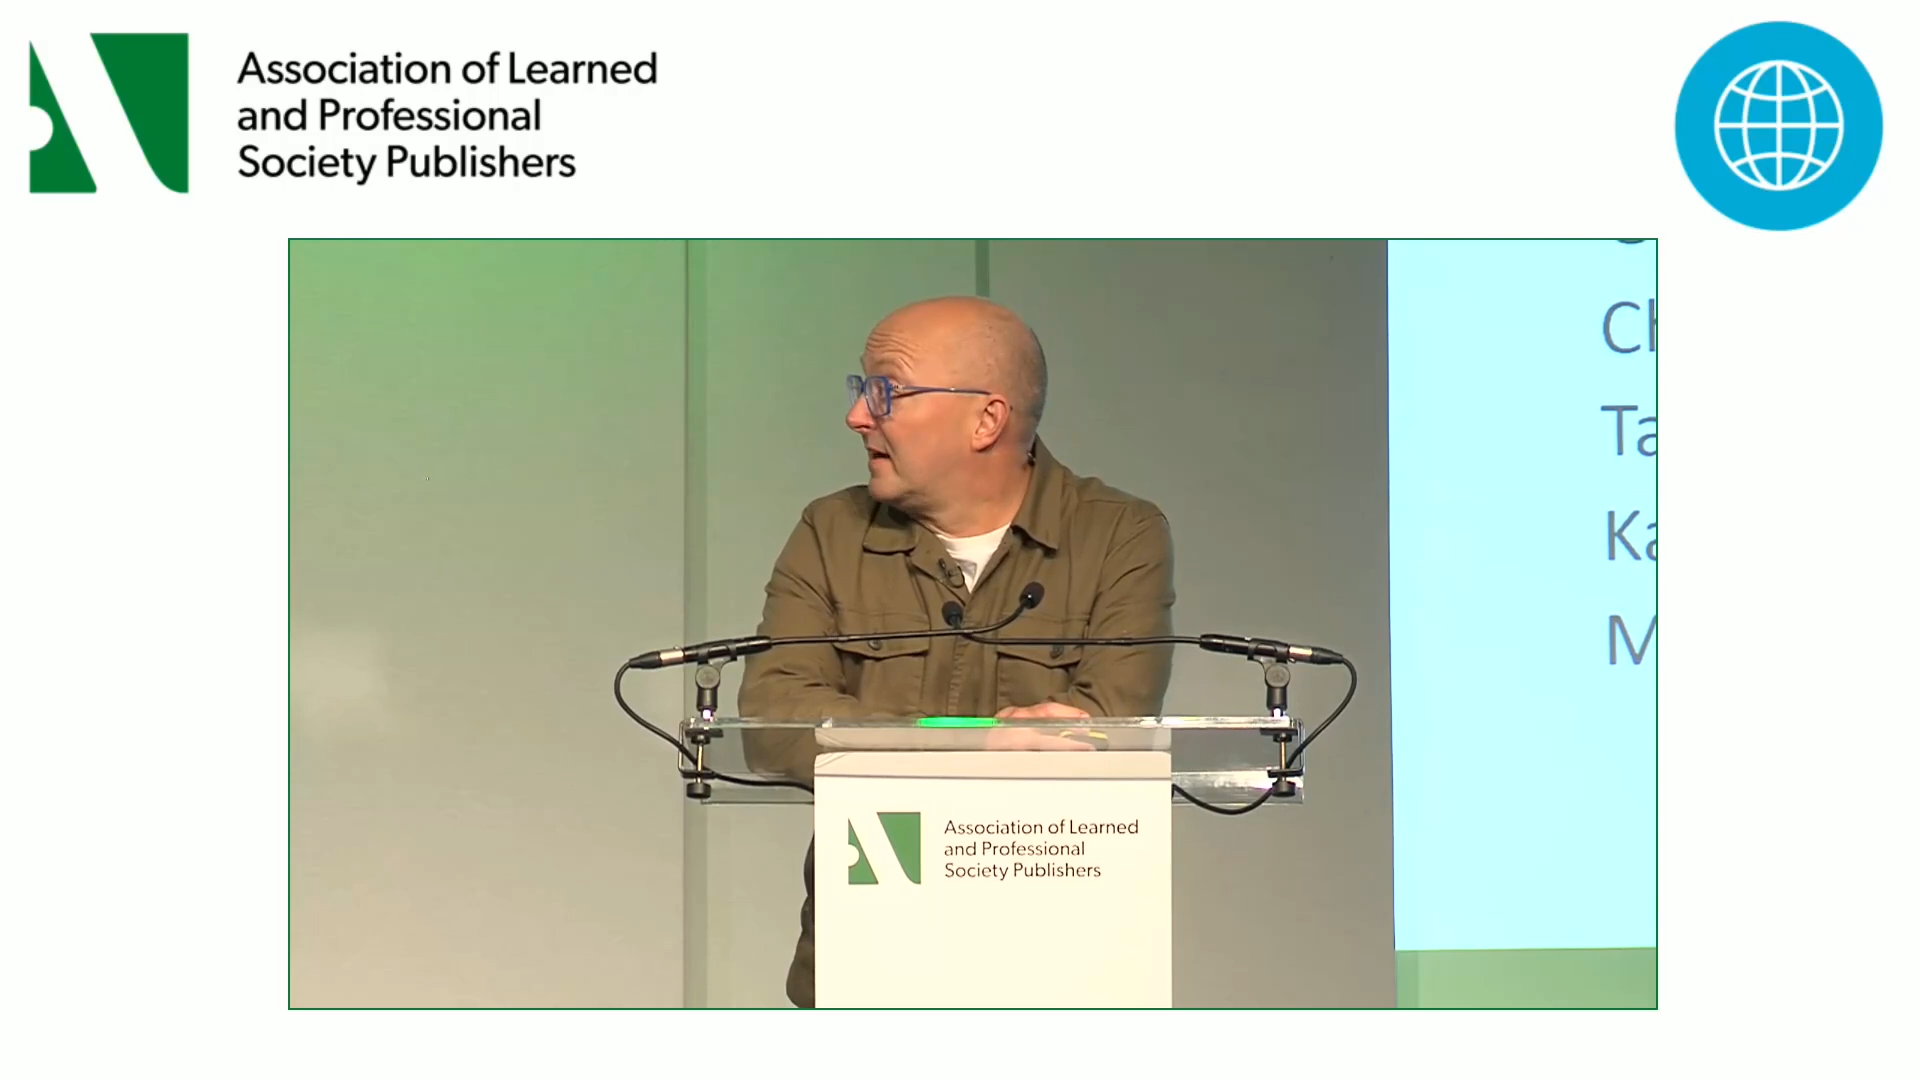 Association of Learned
and Professional
Society Publishers
Association of Learned
and Professional
Society Publishers